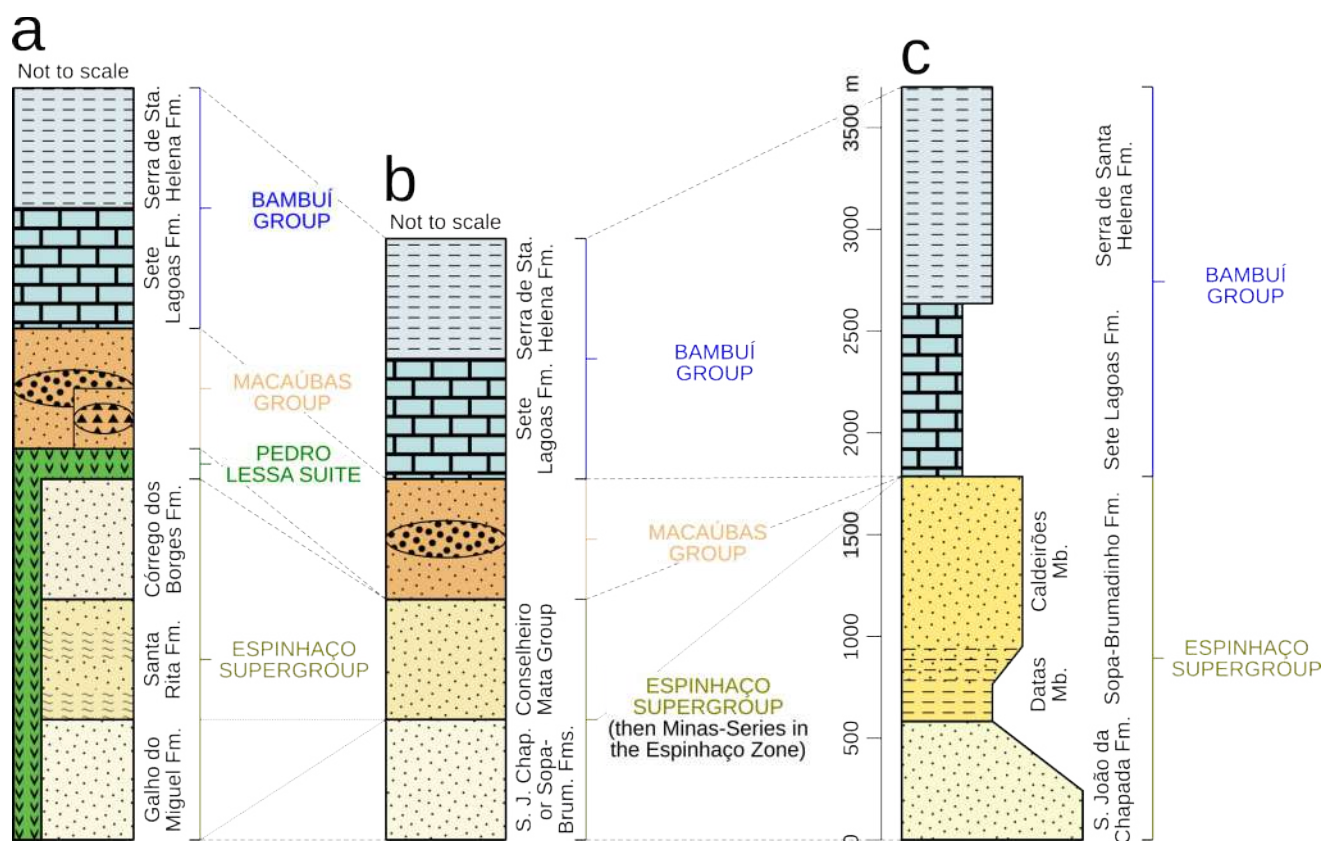 a
Not to scale
Serra de Sta.
Helena Fm.
Sete
Lagoas Fm.
Córrego dos
Borges Fm.
Santa
Rita Fm.
Galho do
Miguel Fm.
BAMBUÍ
GROUP
MACAÚBAS
GROUP
PEDRO
LESSA SUITE
ESPINHAÇO
SUPERGROUP
b
Not to scale
Serra de Sta.
Helena Fm.
Sete
Lagoas Fm.
Conselheiro
Mata Group
S. J. Chap.
or Sopa-
Brum. Fms.
BAMBUÍ
GROUP
MACAÚBAS
GROUP
ESPINHAÇO
SUPERGROUP
(then Minas-Series in
the Espinhaço Zone)
c
3500 m
3000
2500
2000
1500
1000
500
0
Serra de Santa
Helena Fm.
Sete Lagoas Fm.
Caldeirões
Mb.
Datas
Mb.
Sopa-Brumadinho Fm.
S. João da
Chapada Fm.
BAMBUÍ
GROUP
ESPINHAÇO
SUPERGROUP